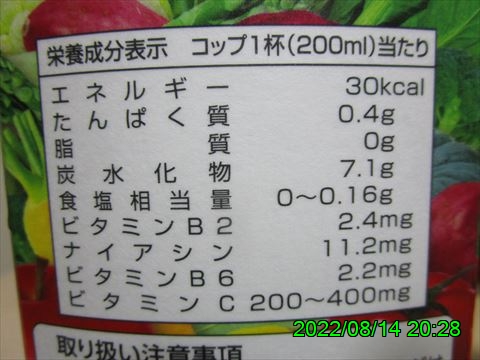 栄養成分表示 コップ1杯(200ml)当たり
エネルギー 30kcal
たんぱく質 0.4g
脂質 0g
炭水化物 7.1g
食塩相当量 0～0.16g
ビタミンB2 2.4mg
ナイアシン 11.2mg
ビタミンB6 2.2mg
ビタミンC 200～400mg
2022/08/14 20:28
取り扱い注意事項